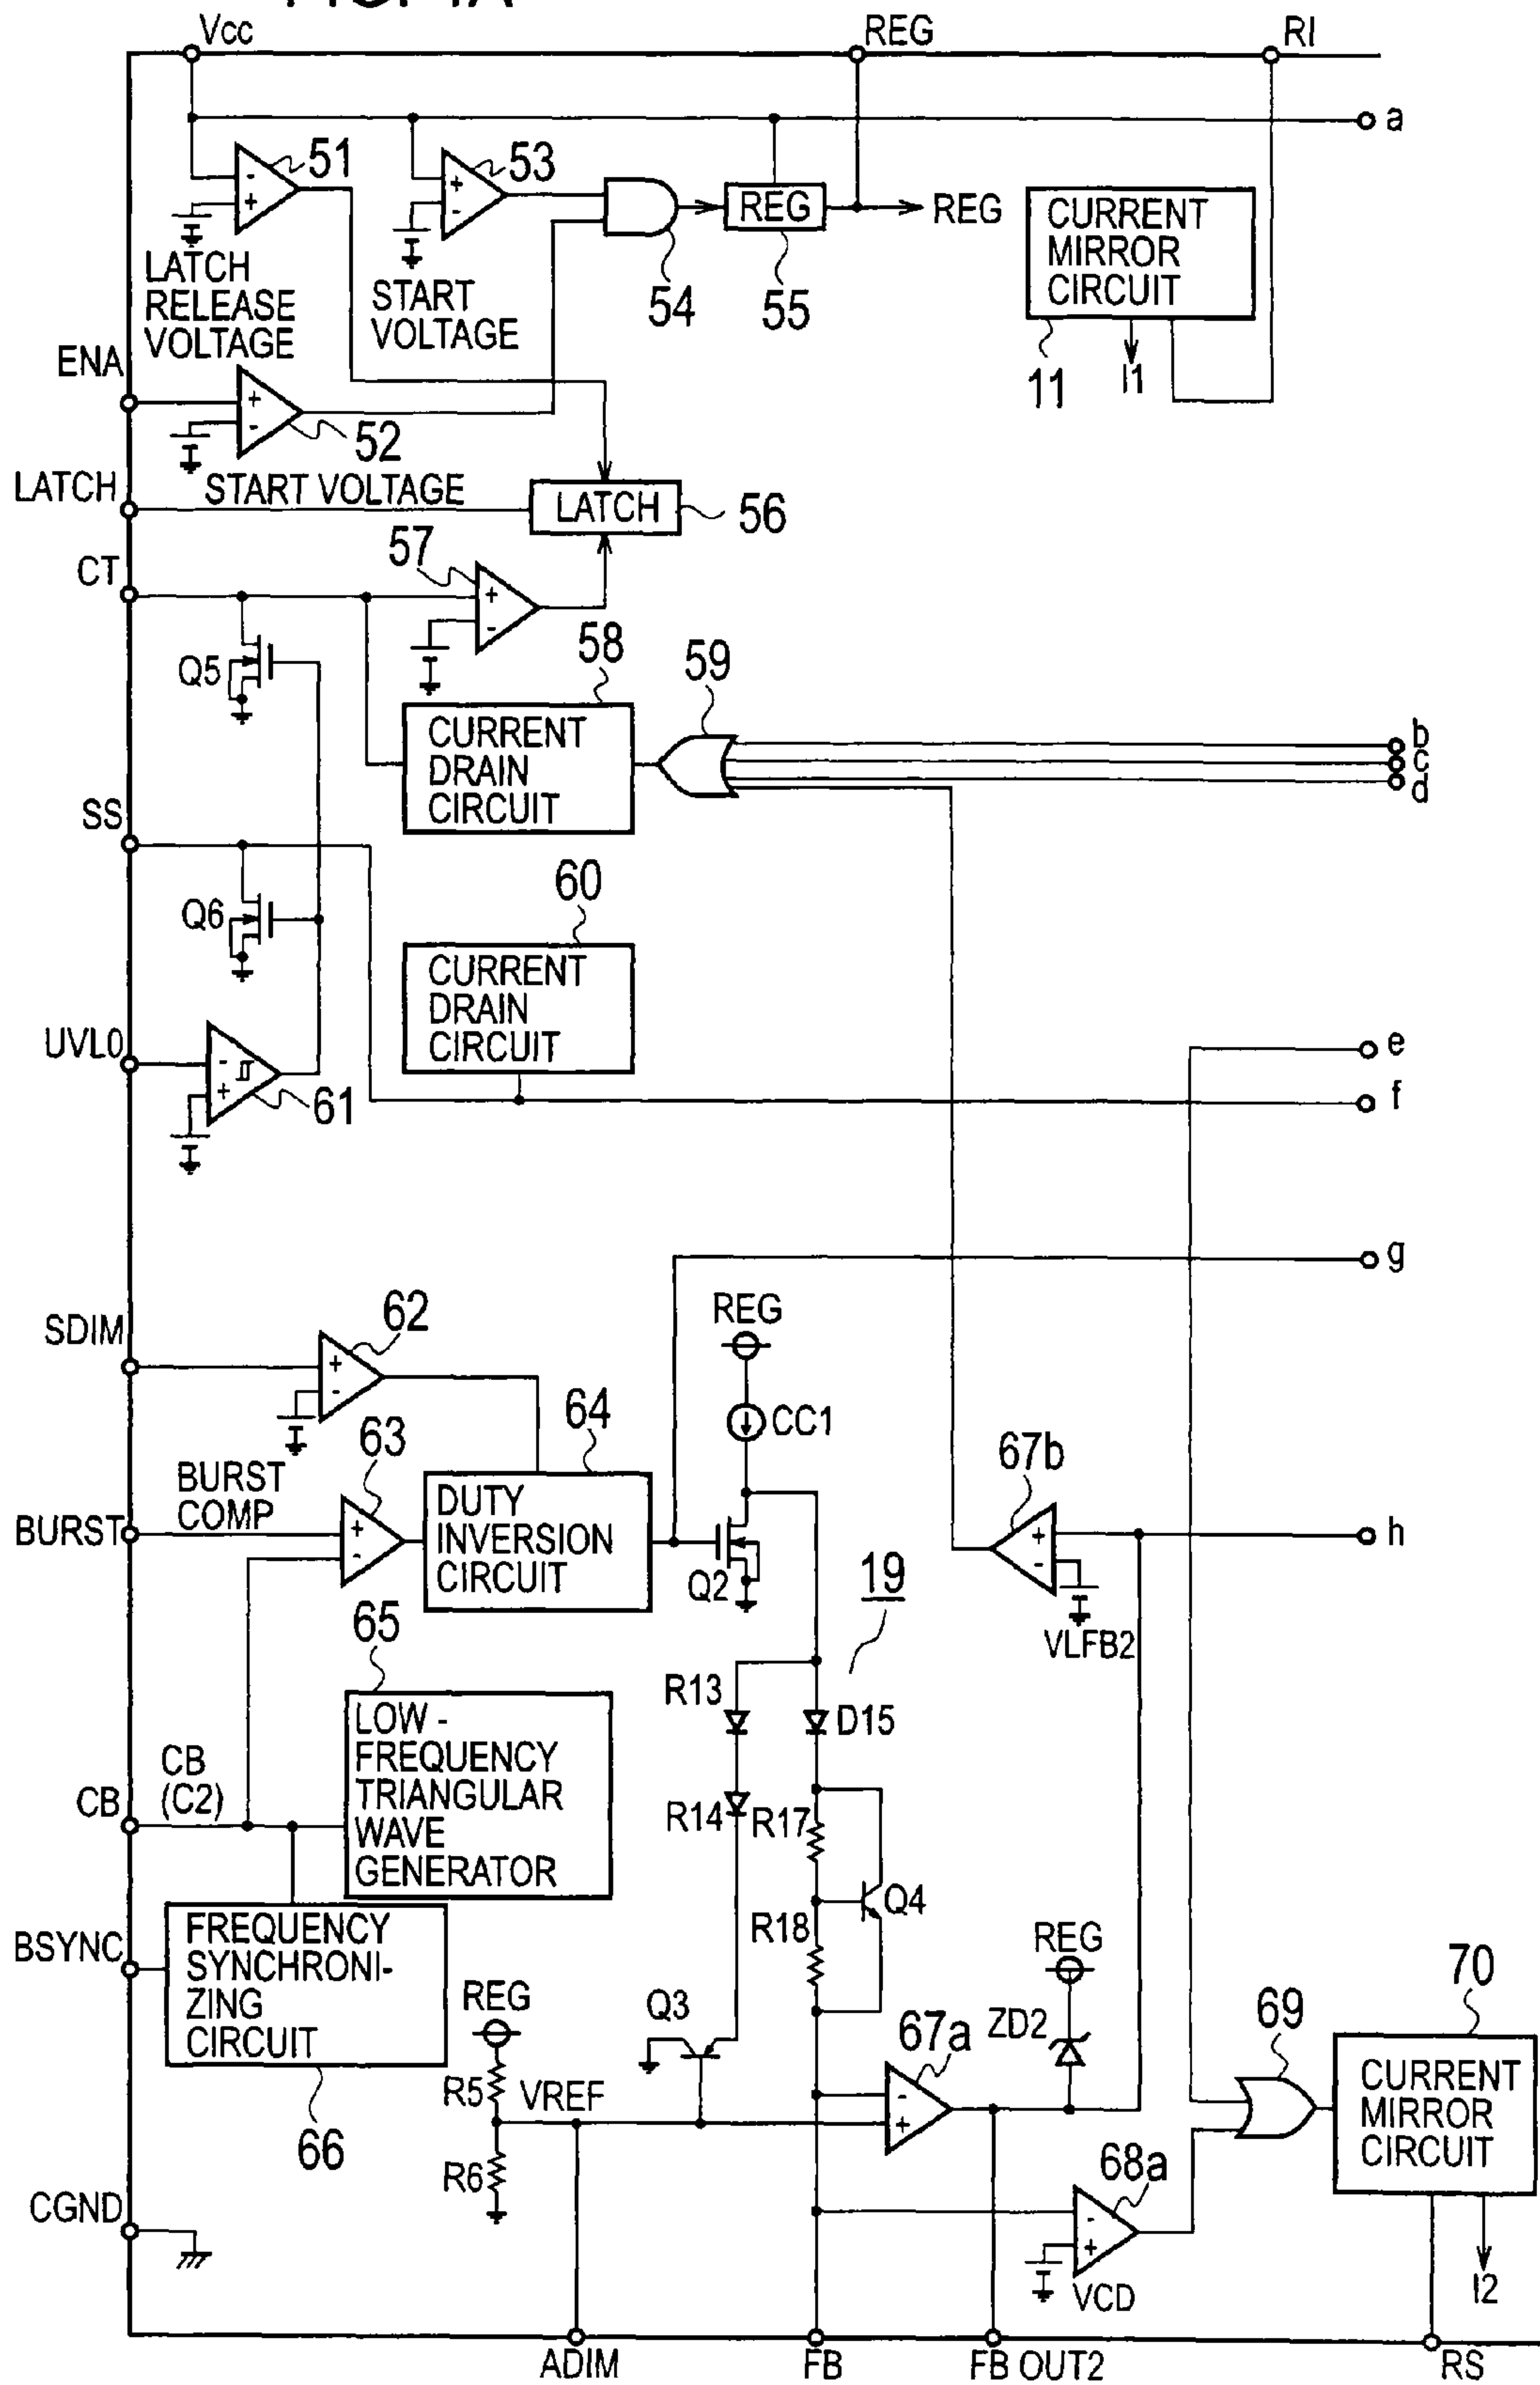 Vcc
REG
RI
a
51
53
-
+
+
-
REG
REG
CURRENT
MIRROR
CIRCUIT
LATCH
RELEASE
VOLTAGE
START
VOLTAGE
54
55
11
I1
ENA
+
-
52
LATCH
START VOLTAGE
LATCH
56
CT
57
+
-
58
59
Q5
CURRENT
DRAIN
CIRCUIT
b
c
d
SS
60
Q6
CURRENT
DRAIN
CIRCUIT
UVLO
-
+
61
e
f
g
SDIM
62
+
-
REG
CC1
63
64
67b
BURST
BURST
COMP
+
-
DUTY
INVERSION
CIRCUIT
Q2
19
+
-
h
VLFB2
65
R13
D15
LOW -
FREQUENCY
TRIANGULAR
WAVE
GENERATOR
CB
CB
(C2)
R14
R17
Q4
R18
BSYNC
FREQUENCY
SYNCHRONI-
ZING
CIRCUIT
66
REG
Q3
REG
ZD2
67a
69
70
R5
VREF
-
+
CURRENT
MIRROR
CIRCUIT
R6
68a
CGND
-
+
VCD
I2
ADIM
FB
FB OUT2
RS